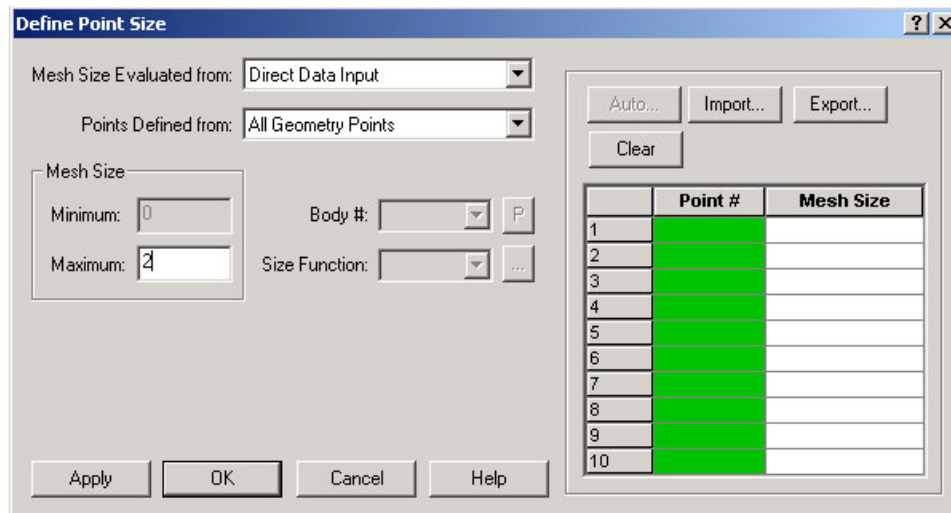 Define Point Size
Mesh Size Evaluated from: Direct Data Input
Points Defined from: All Geometry Points
Mesh Size
Minimum: 0
Maximum: 2
Body #: P
Size Function: ...
Auto... Import... Export...
Clear
Point # Mesh Size
1
2
3
4
5
6
7
8
9
10
Apply OK Cancel Help